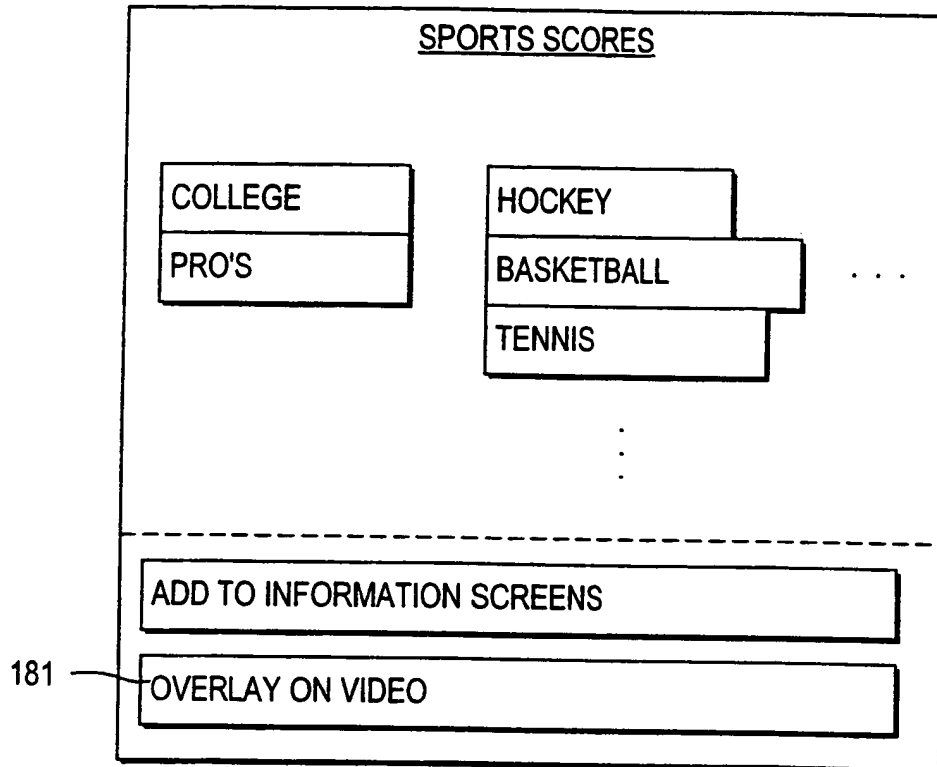 SPORTS SCORES
COLLEGE
PRO'S
HOCKEY
BASKETBALL
. . .
TENNIS
.
.
.
ADD TO INFORMATION SCREENS
181
OVERLAY ON VIDEO